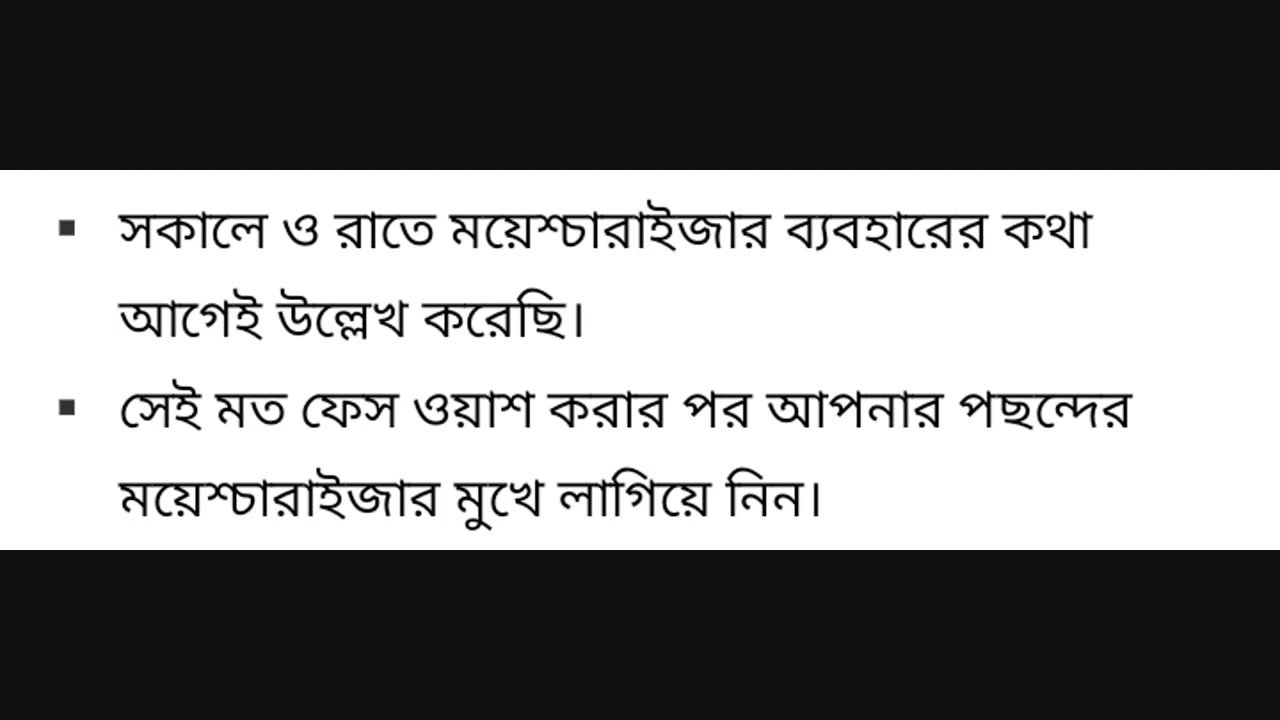 ▪ সকালে ও রাতে ময়েশ্চারাইজার ব্যবহারের কথা
আগেই উল্লেখ করেছি।
▪ সেই মত ফেস ওয়াশ করার পর আপনার পছন্দের
ময়েশ্চারাইজার মুখে লাগিয়ে নিন।